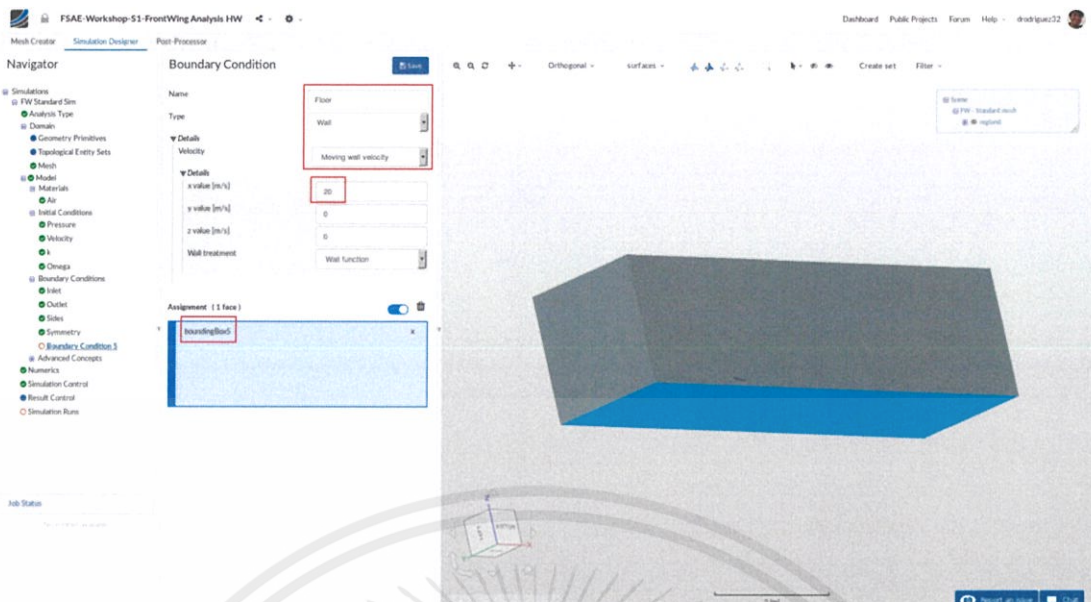 FSAE-Workshop-S1-FrontWing Analysis HW
Dashboard Public Projects Forum Help drodriguez32
Mesh Creator Simulation Designer Post-Processor
Navigator
Simulations
FW Standard Sim
Analysis Type
Domain
Geometry Primitives
Topological Entity Sets
Mesh
Model
Materials
Air
Initial Conditions
Pressure
Velocity
k
Omega
Boundary Conditions
Inlet
Outlet
Sides
Symmetry
Boundary Condition 5
Advanced Concepts
Numerics
Simulation Control
Result Control
Simulation Runs
Job Status
Boundary Condition
Save
Name Floor
Type Wall
Details
Velocity Moving wall velocity
Details
x value [m/s] 20
y value [m/s] 0
z value [m/s] 0
Wall treatment Wall function
Assignment (1 face)
boundingBox5 x
Orthogonal surfaces Create set Filter
Scene
FW - Standard mesh
region0
Z
X
Report an issue Chat